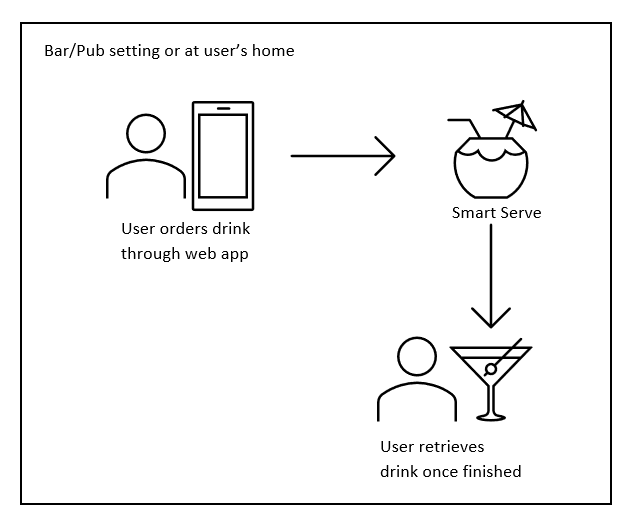 Bar/Pub setting or at user's home
User orders drink
through web app
Smart Serve
User retrieves
drink once finished